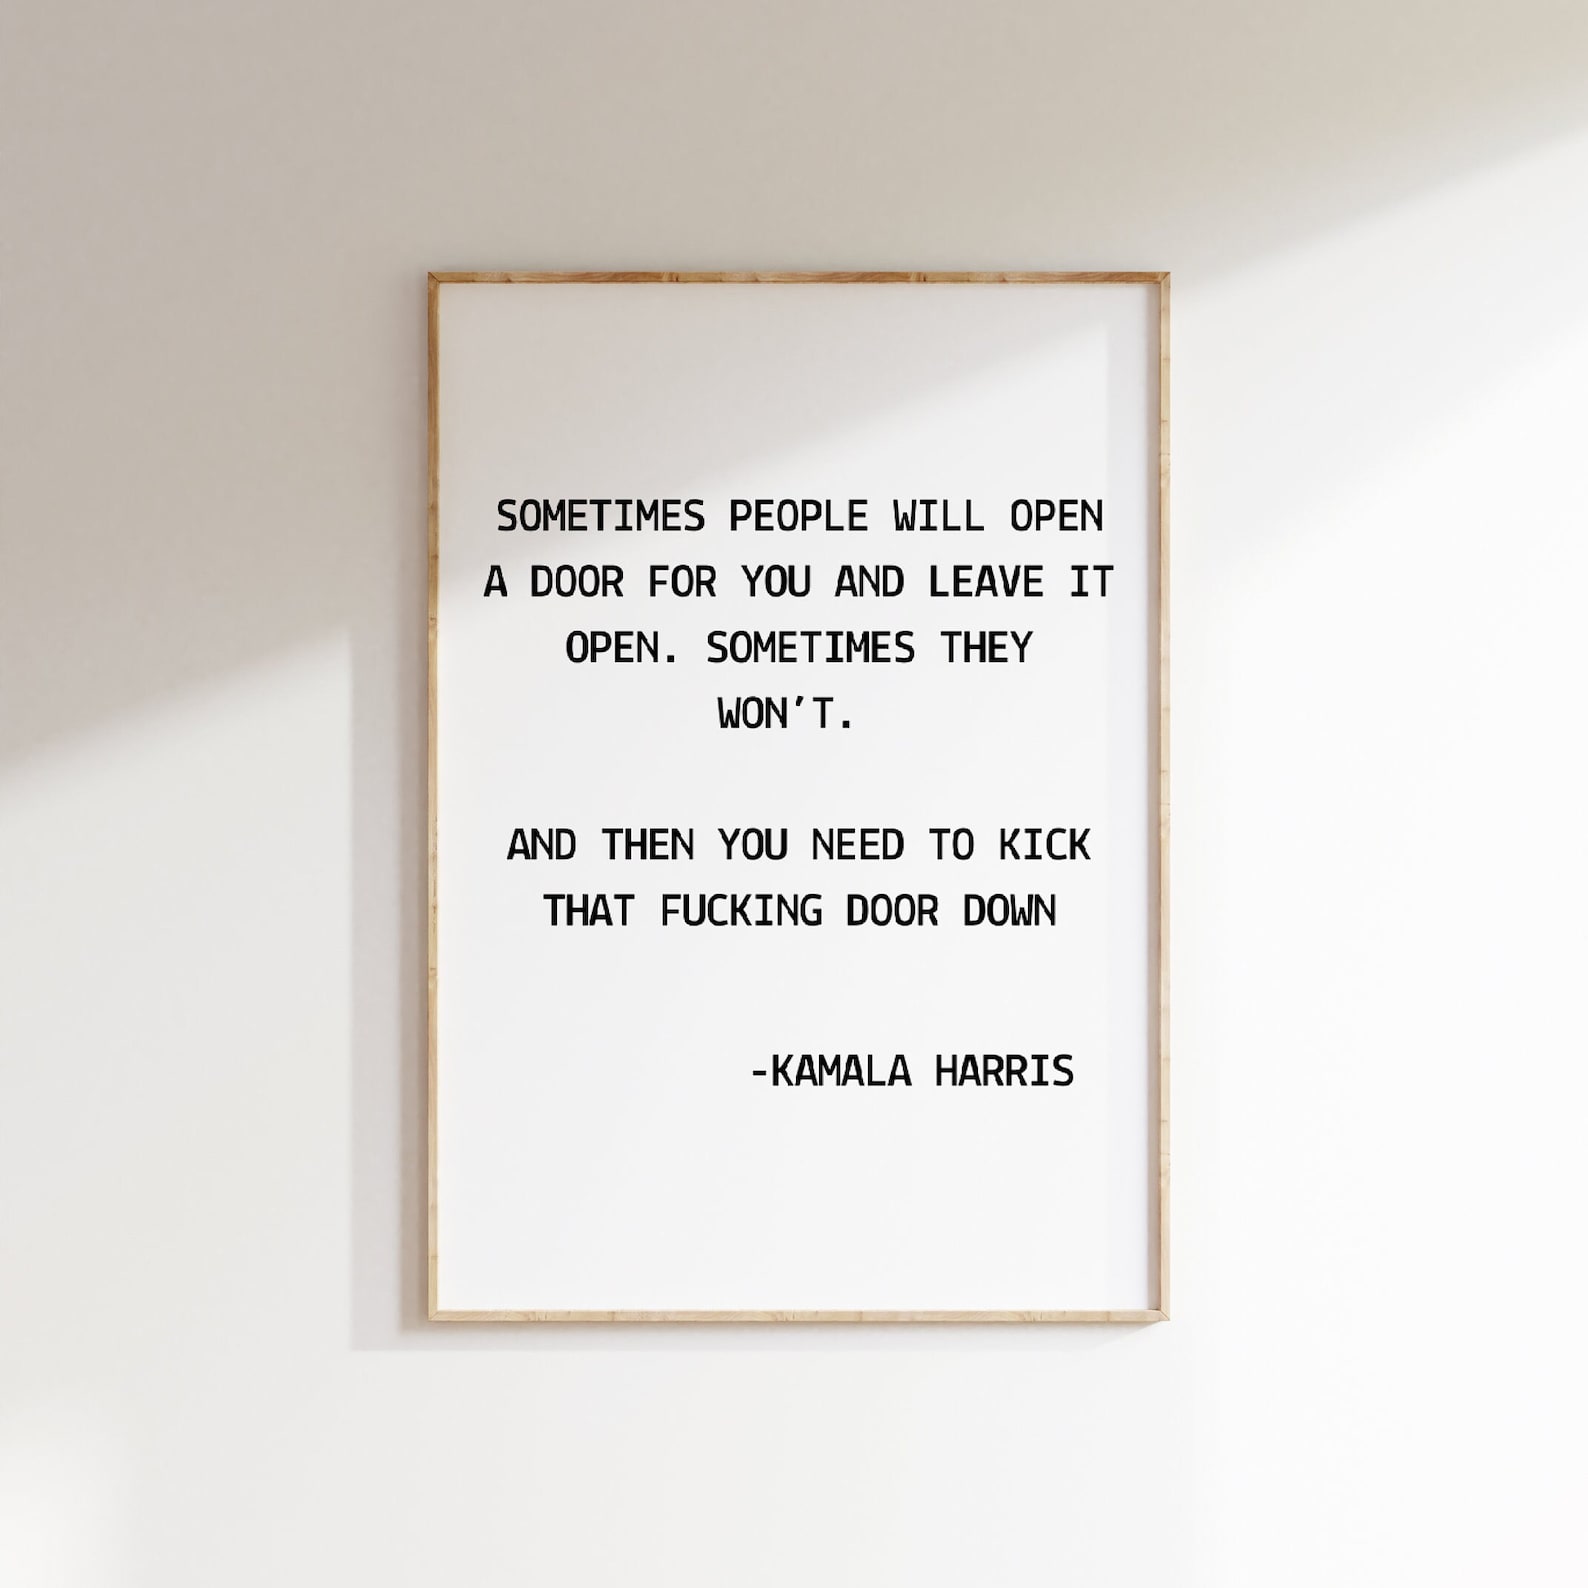 SOMETIMES PEOPLE WILL OPEN
A DOOR FOR YOU AND LEAVE IT
OPEN. SOMETIMES THEY
WON'T.
AND THEN YOU NEED TO KICK
THAT FUCKING DOOR DOWN
-KAMALA HARRIS